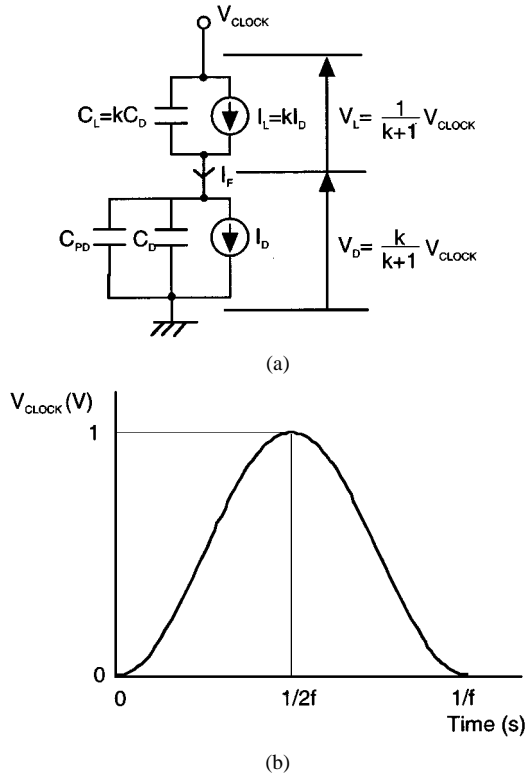 V_CLOCK
C_L=kC_D
I_L=kI_D
V_L= 1/k+1 V_CLOCK
I_F
C_PD
C_D
I_D
V_D= k/k+1 V_CLOCK
(a)
V_CLOCK (V)
1
0
0
1/2f
1/f
Time (s)
(b)